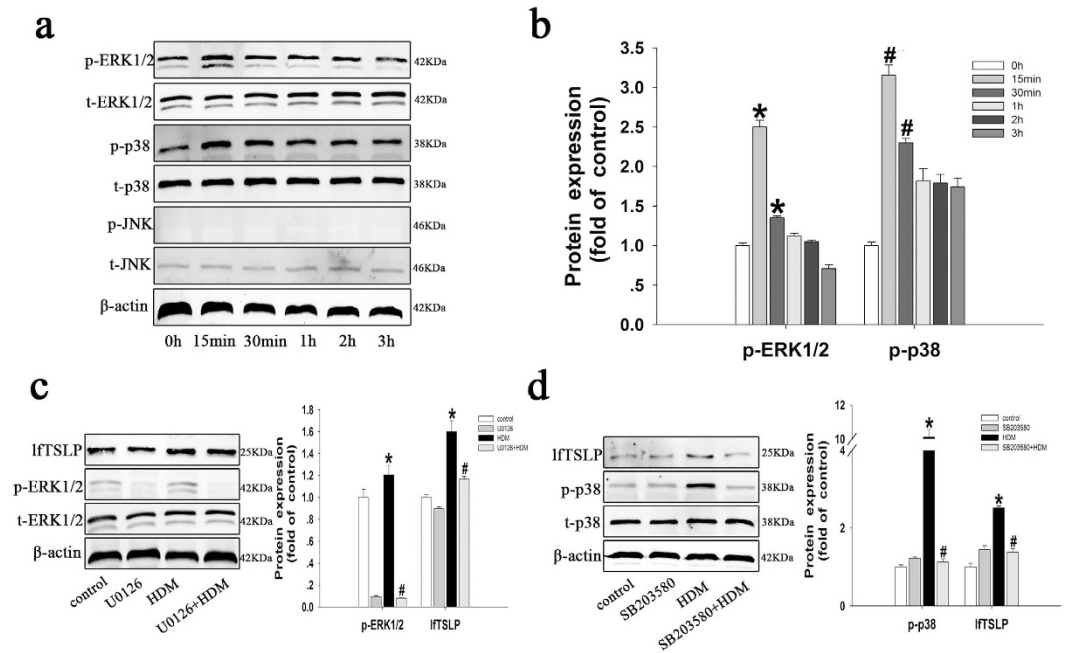 a
p-ERK1/2 42KDa
t-ERK1/2 42KDa
p-p38 38KDa
t-p38 38KDa
p-JNK 46KDa
t-JNK 46KDa
β-actin 42KDa
0h 15min 30min 1h 2h 3h
b
Protein expression
(fold of control)
3.5
3.0
2.5
2.0
1.5
1.0
.5
0.0
* * # #
0h
15min
30min
1h
2h
3h
p-ERK1/2 p-p38
c
lfTSLP 25KDa
p-ERK1/2 42KDa
t-ERK1/2 42KDa
β-actin 42KDa
control U0126 HDM U0126+HDM
Protein expression
(fold of control)
1.8
1.6
1.4
1.2
1.0
.8
.6
.4
.2
0.0
* # * #
control
U0126
HDM
U0126+HDM
p-ERK1/2 lfTSLP
d
lfTSLP 25KDa
p-p38 38KDa
t-p38 38KDa
β-actin 42KDa
control SB203580 HDM SB203580+HDM
Protein expression
(fold of control)
12
10
4
2
0
* # * #
control
SB203580
HDM
SB203580+HDM
p-p38 lfTSLP